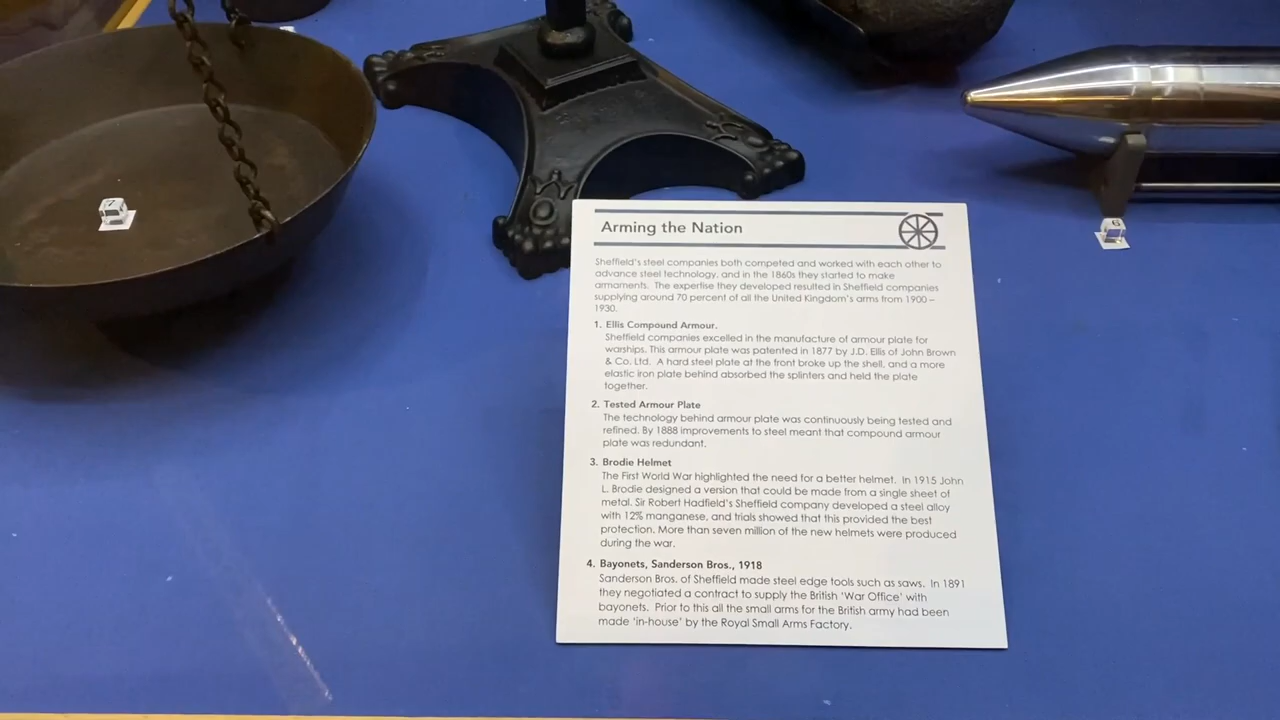 Arming the Nation
Sheffield's steel companies both competed and worked with each other to
advance steel technology, and in the 1860s they started to make
armaments. The expertise they developed resulted in Sheffield companies
supplying around 70 percent of all the United Kingdom's arms from 1900 –
1930.
1. Ellis Compound Armour.
Sheffield companies excelled in the manufacture of armour plate for
warships. This armour plate was patented in 1877 by J.D. Ellis of John Brown
& Co. Ltd. A hard steel plate at the front broke up the shell, and a more
elastic iron plate behind absorbed the splinters and held the plate
together.
2. Tested Armour Plate
The technology behind armour plate was continuously being tested and
refined. By 1888 improvements to steel meant that compound armour
plate was redundant.
3. Brodie Helmet
The First World War highlighted the need for a better helmet. In 1915 John
L. Brodie designed a version that could be made from a single sheet of
metal. Sir Robert Hadfield's Sheffield company developed a steel alloy
with 12% manganese, and trials showed that this provided the best
protection. More than seven million of the new helmets were produced
during the war.
4. Bayonets, Sanderson Bros., 1918
Sanderson Bros. of Sheffield made steel edge tools such as saws. In 1891
they negotiated a contract to supply the British 'War Office' with
bayonets. Prior to this all the small arms for the British army had been
made 'in-house' by the Royal Small Arms Factory.